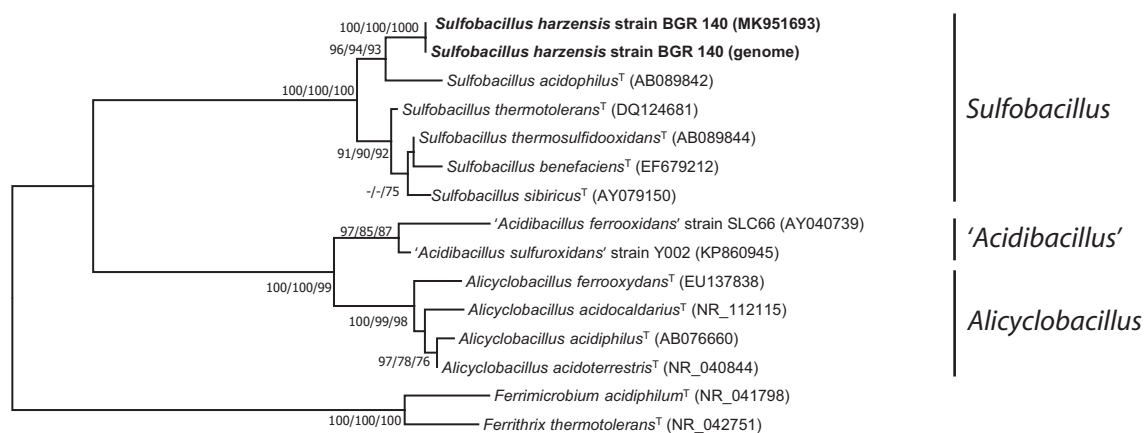 Sulfobacillus harzensis strain BGR 140 (MK951693)
100/100/1000
Sulfobacillus harzensis strain BGR 140 (genome)
96/94/93
Sulfobacillus acidophilusᵀ (AB089842)
100/100/100
Sulfobacillus thermotoleransᵀ (DQ124681)
Sulfobacillus
Sulfobacillus thermosulfidooxidansᵀ (AB089844)
91/90/92
Sulfobacillus benefaciensᵀ (EF679212)
-/-/75
Sulfobacillus sibiricusᵀ (AY079150)
'Acidibacillus ferrooxidans' strain SLC66 (AY040739)
97/85/87
'Acidibacillus'
'Acidibacillus sulfuroxidans' strain Y002 (KP860945)
100/100/99
Alicyclobacillus ferrooxydansᵀ (EU137838)
Alicyclobacillus acidocaldariusᵀ (NR_112115)
100/99/98
Alicyclobacillus
Alicyclobacillus acidiphilusᵀ (AB076660)
97/78/76
Alicyclobacillus acidoterrestrisᵀ (NR_040844)
Ferrimicrobium acidiphilumᵀ (NR_041798)
100/100/100
Ferrithrix thermotoleransᵀ (NR_042751)